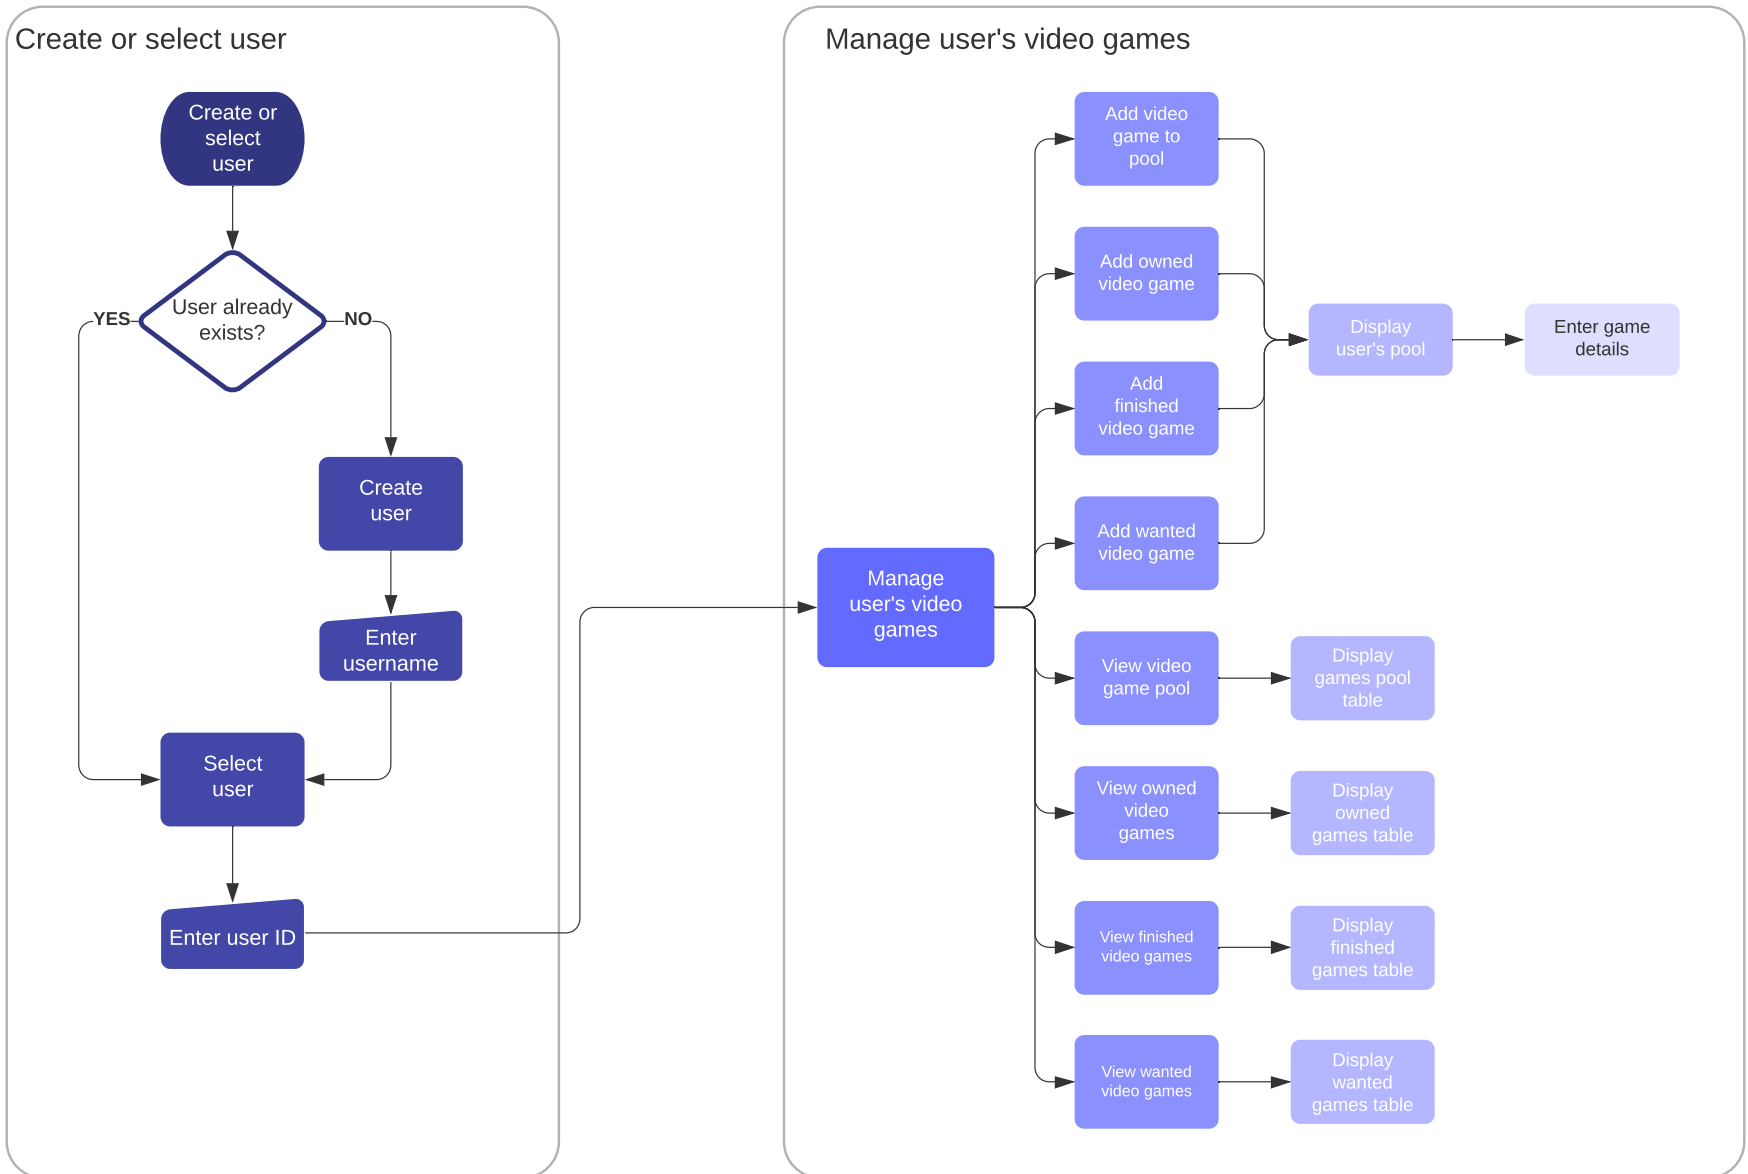 Create or select user
Create or
select
user
User already
exists?
YES
NO
Create
user
Enter
username
Select
user
Enter user ID
Manage user's video games
Manage
user's video
games
Add video
game to
pool
Add owned
video game
Add
finished
video game
Add wanted
video game
Display
user's pool
Enter game
details
View video
game pool
Display
games pool
table
View owned
video
games
Display
owned
games table
View finished
video games
Display
finished
games table
View wanted
video games
Display
wanted
games table